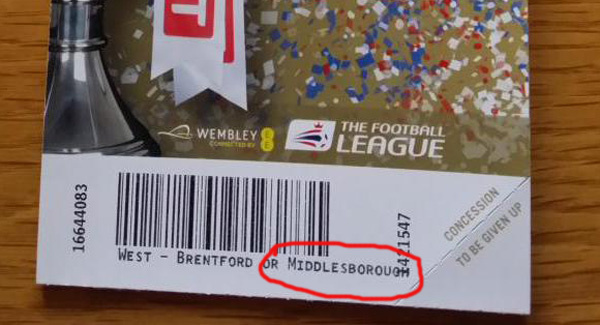 WEMBLEY
CONNECTED BY EE
THE FOOTBALL
LEAGUE
16644083
1421547
WEST - BRENTFORD OR MIDDLESBOROUGH
CONCESSION
TO BE GIVEN UP